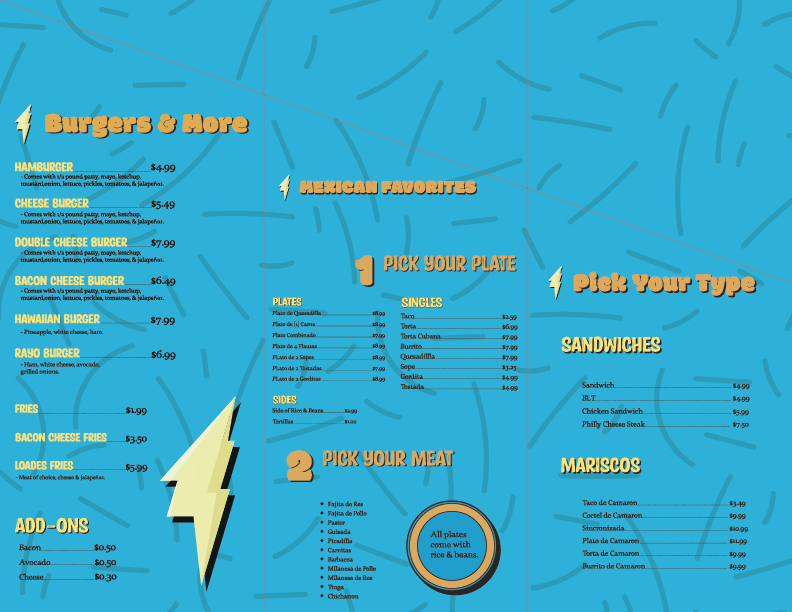 Burgers & More
HAMBURGER $4.99
- Comes with 1/2 pound patty, mayo, ketchup,
mustard,onion, lettuce, pickles, tomatoes, & jalapeños.
CHEESE BURGER $5.49
- Comes with 1/2 pound patty, mayo, ketchup,
mustard,onion, lettuce, pickles, tomatoes, & jalapeños.
DOUBLE CHEESE BURGER $7.99
- Comes with 1/2 pound patty, mayo, ketchup,
mustard,onion, lettuce, pickles, tomatoes, & jalapeños.
BACON CHEESE BURGER $6.49
- Comes with 1/2 pound patty, mayo, ketchup,
mustard,onion, lettuce, pickles, tomatoes, & jalapeños.
HAWAIIAN BURGER $7.99
- Pineapple, white cheese, ham.
RAYO BURGER $6.99
- Ham, white cheese, avocado,
grilled onions.
FRIES $1.99
BACON CHEESE FRIES $3.50
LOADES FRIES $5.99
- Meat of choice, cheese & jalapeños.
ADD-ONS
Bacon $0.50
Avocado $0.50
Cheese $0.30
MEXICAN FAVORITES
1 PICK YOUR PLATE
PLATES
Plato de Quesadilla $8.99
Plato de [1] Carne $8.99
Plato Combinado $7.99
Plato de 4 Flautas $8.99
PLato de 2 Sopes $8.99
PLato de 2 Tostadas $7.99
PLato de 2 Gorditas $8.99
SIDES
Side of Rice & Beans $1.99
Tortillas $1.00
SINGLES
Taco $2.59
Torta $6.99
Torta Cubana $7.99
Burrito $7.99
Quesadillla $7.99
Sope $3.25
Gordita $4.99
Tostada $4.99
2 PICK YOUR MEAT
Fajita de Res
Fajita de Pollo
Pastor
Guisada
Picadilla
Carnitas
Barbacoa
Milanesa de Pollo
Milanesa de Res
Tinga
Chicharron
All plates
come with
rice & beans.
Pick Your Type
SANDWICHES
Sandwich $4.99
BLT $4.99
Chicken Sandwich $5.99
Philly Cheese Steak $7.50
MARISCOS
Taco de Camaron $3.49
Coctel de Camaron $9.99
Sincronizada $10.99
Plato de Camaron $11.99
Torta de Camaron $9.99
Burrito de Camaron $9.99